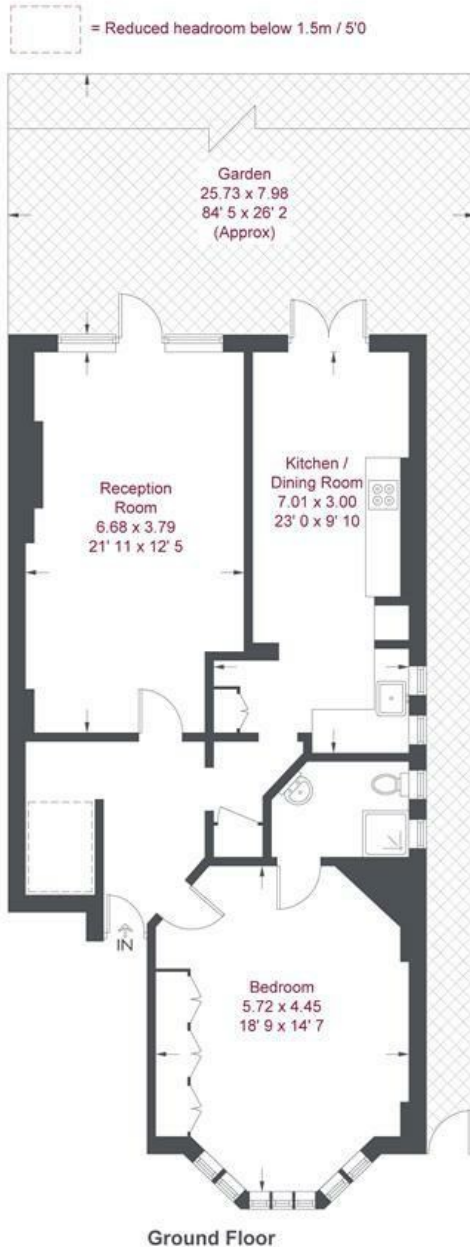 = Reduced headroom below 1.5m / 5'0
Garden
25.73 x 7.98
84' 5 x 26' 2
(Approx)
Kitchen /
Dining Room
7.01 x 3.00
23' 0 x 9' 10
Reception
Room
6.68 x 3.79
21' 11 x 12' 5
IN
Bedroom
5.72 x 4.45
18' 9 x 14' 7
Ground Floor